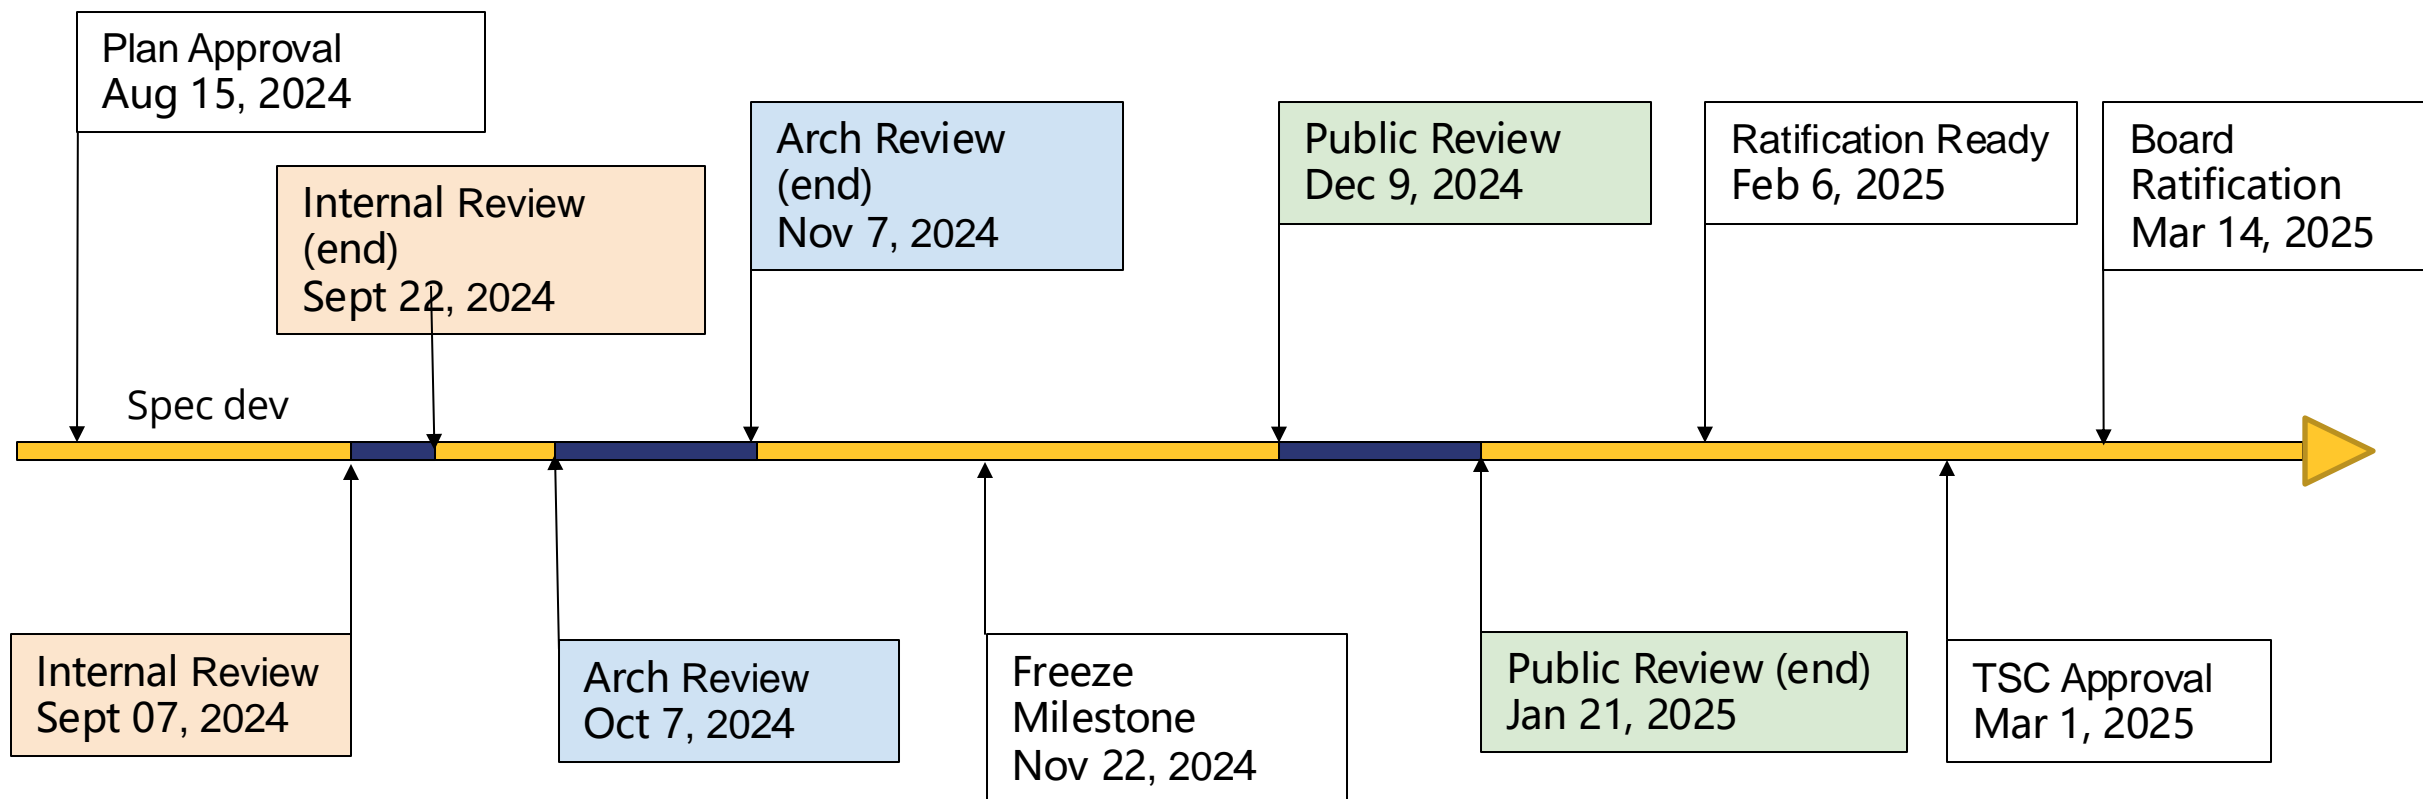 Plan Approval
Aug 15, 2024
Internal Review
(end)
Sept 22, 2024
Arch Review
(end)
Nov 7, 2024
Public Review
Dec 9, 2024
Ratification Ready
Feb 6, 2025
Board
Ratification
Mar 14, 2025
Spec dev
Internal Review
Sept 07, 2024
Arch Review
Oct 7, 2024
Freeze
Milestone
Nov 22, 2024
Public Review (end)
Jan 21, 2025
TSC Approval
Mar 1, 2025